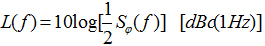 L(f) = 10log[1/2 Sφ(f)] [dBc(1Hz)]